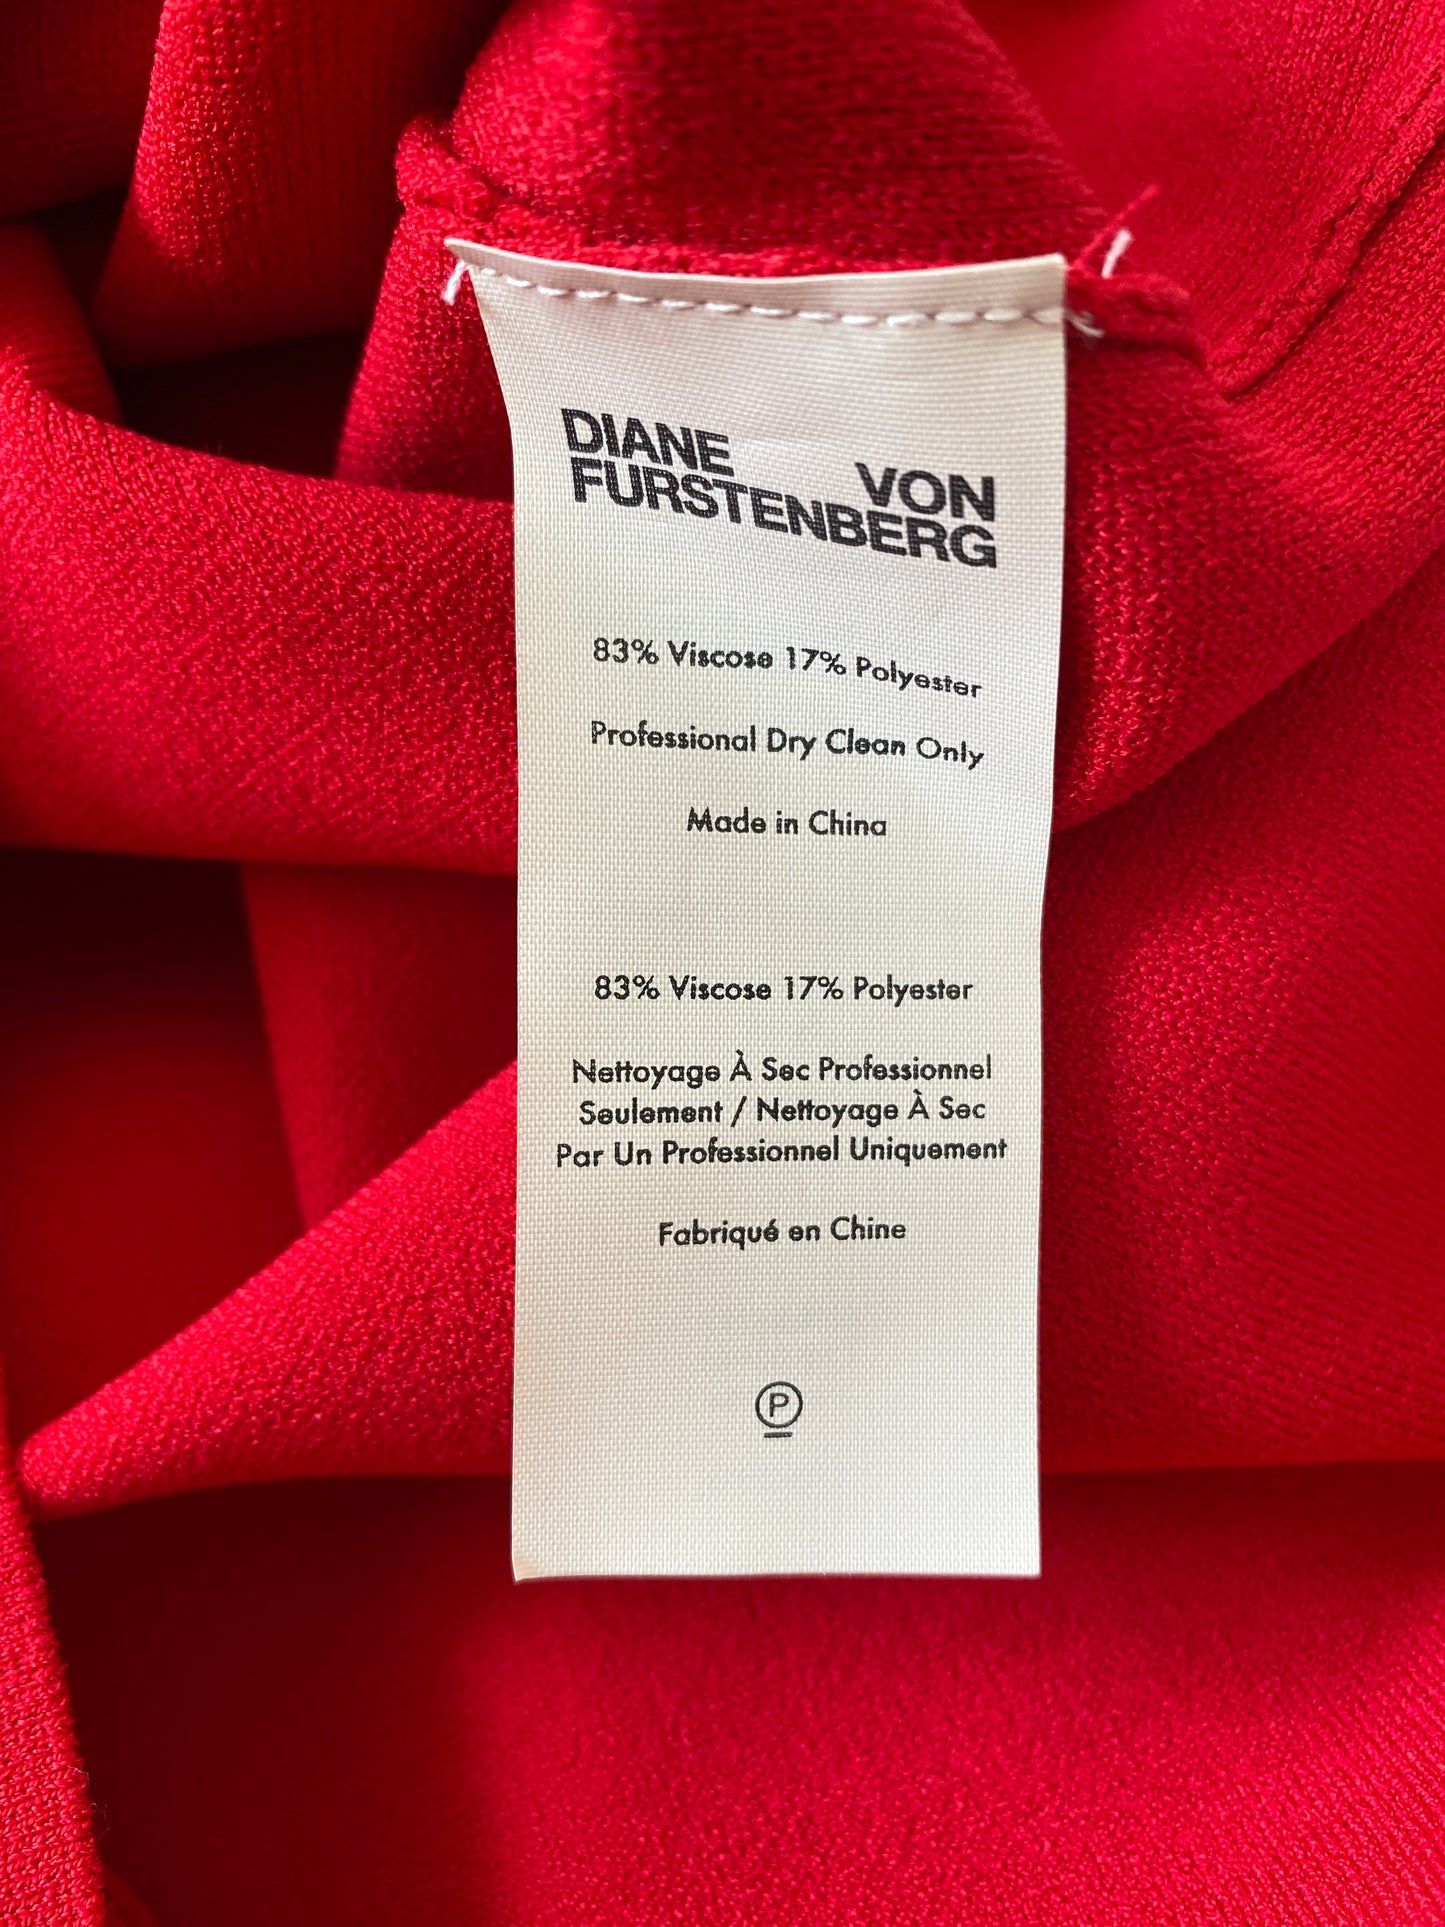 DIANE VON
FURSTENBERG
83% Viscose 17% Polyester
Professional Dry Clean Only
Made in China
83% Viscose 17% Polyester
Nettoyage À Sec Professionnel
Seulement / Nettoyage À Sec
Par Un Professionnel Uniquement
Fabriqué en Chine
P